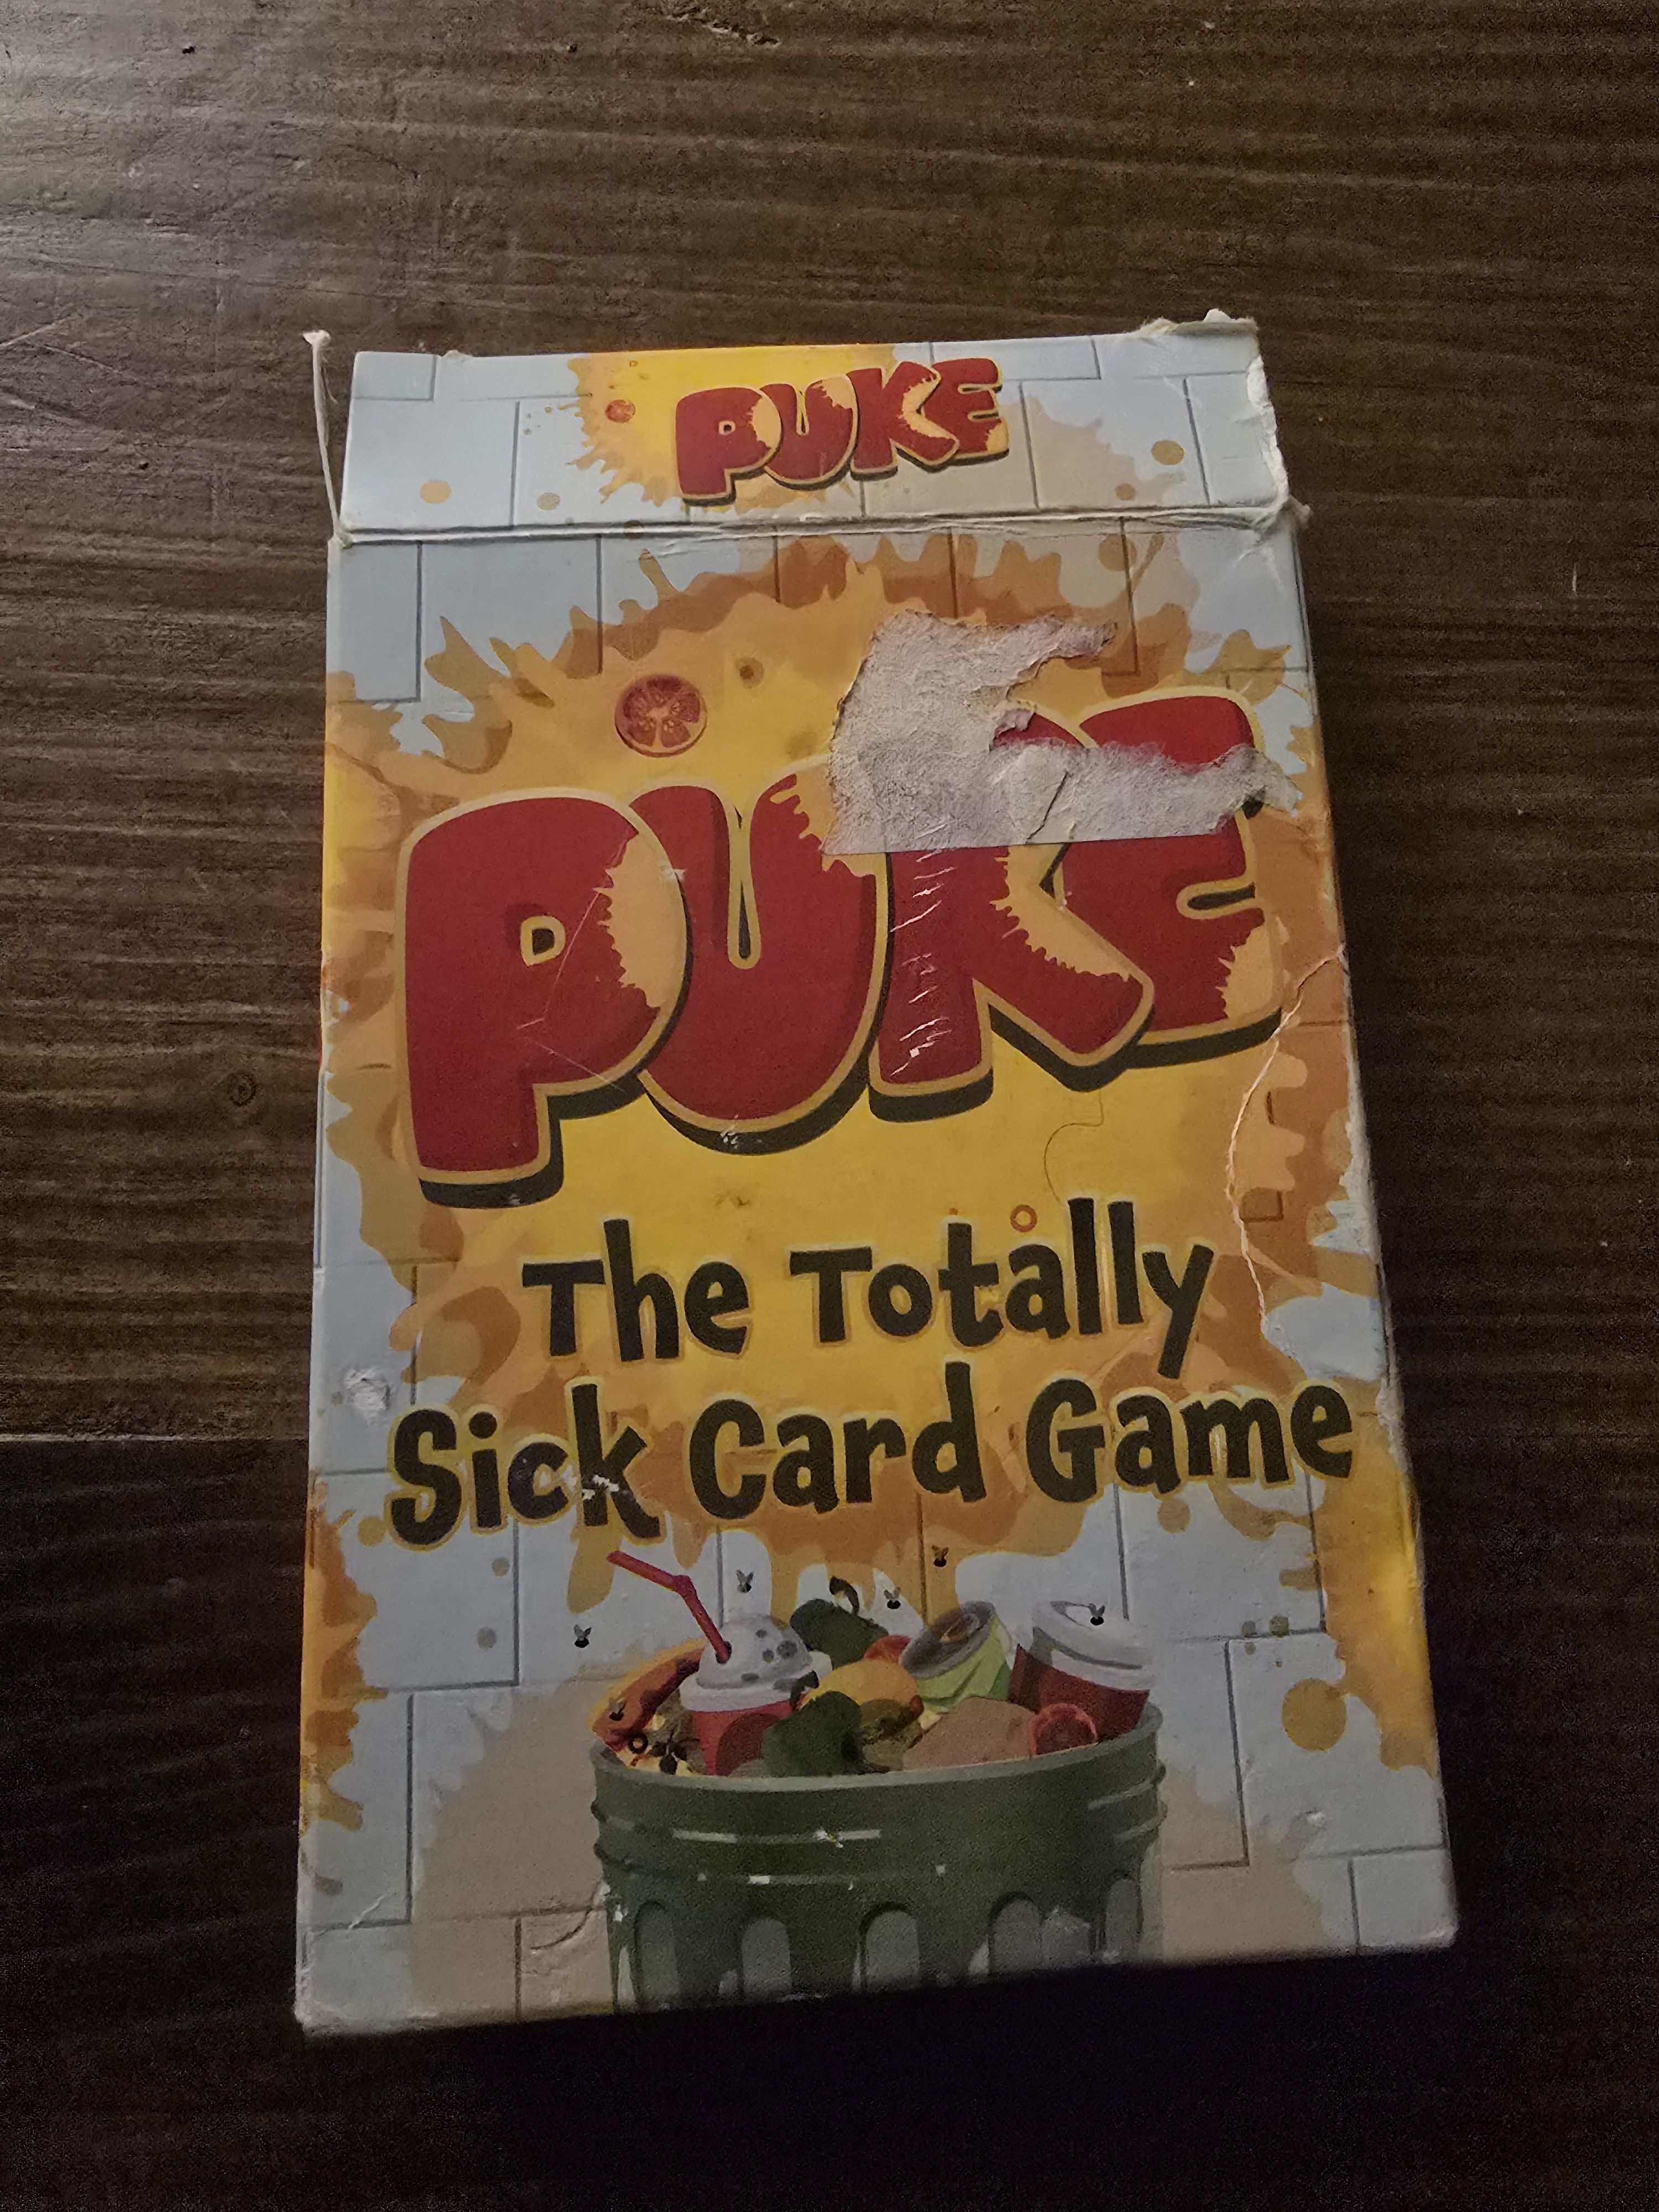 PUKE
PUKE
The Totally
Sick Card Game